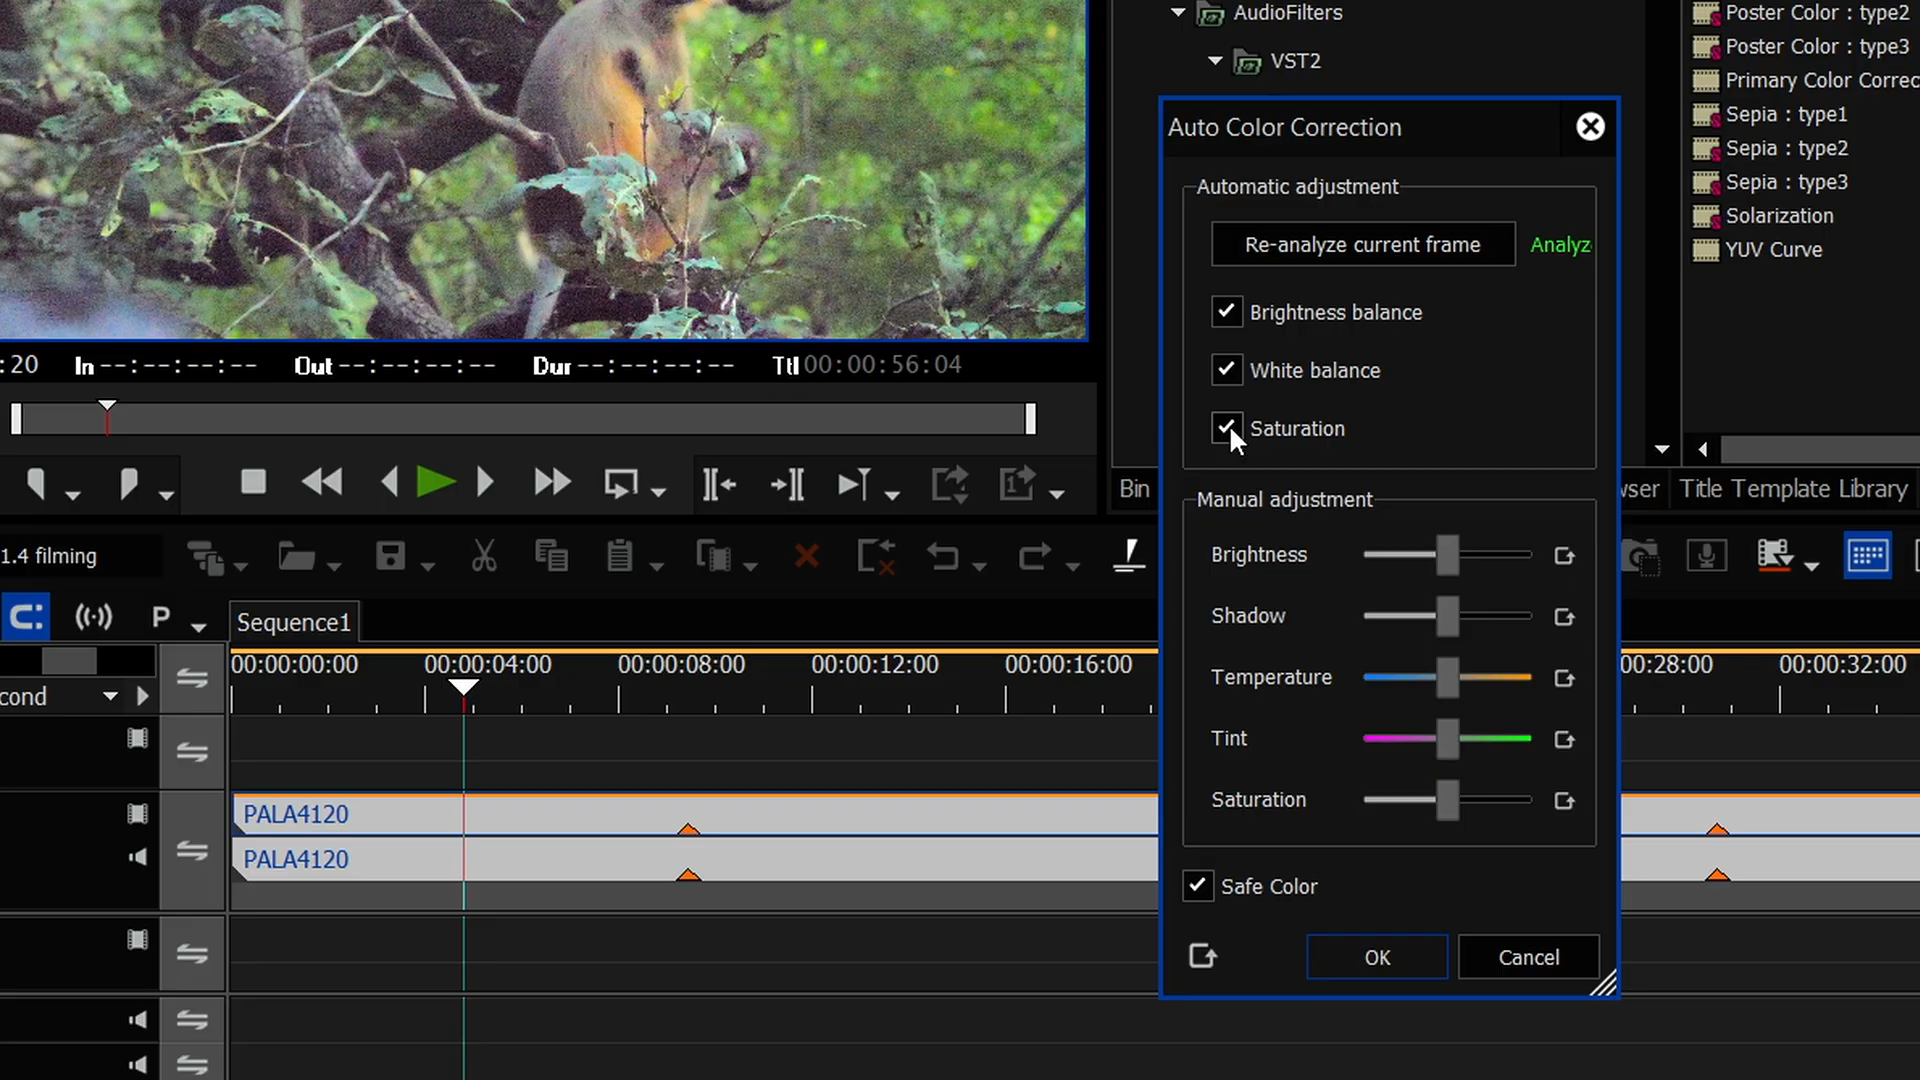 AudioFilters
VST2
Poster Color : type2
Poster Color : type3
Primary Color Correc
Sepia : type1
Sepia : type2
Sepia : type3
Solarization
YUV Curve
Auto Color Correction
Automatic adjustment
Re-analyze current frame
Analyz
Brightness balance
White balance
Saturation
Manual adjustment
Brightness
Shadow
Temperature
Tint
Saturation
Safe Color
OK
Cancel
:20 In --:--:--:-- Out --:--:--:-- Dur --:--:--:-- Ttl 00:00:56:04
Bin
wser
Title Template Library
1.4 filming
P
Sequence1
00:00:00:00 00:00:04:00 00:00:08:00 00:00:12:00 00:00:16:00 00:28:00 00:00:32:00
cond
PALA4120
PALA4120